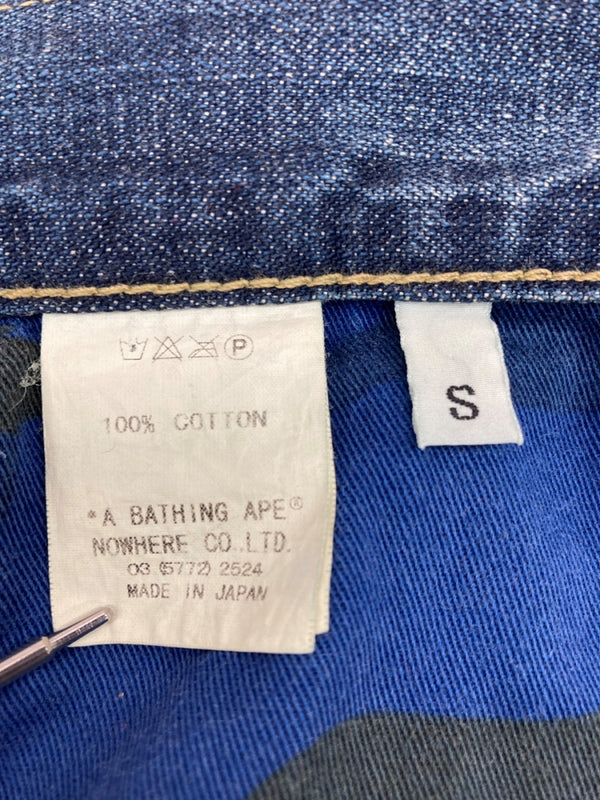 P
100% COTTON
*A BATHING APE®
NOWHERE CO.,LTD.
03 (5772) 2524
MADE IN JAPAN
S